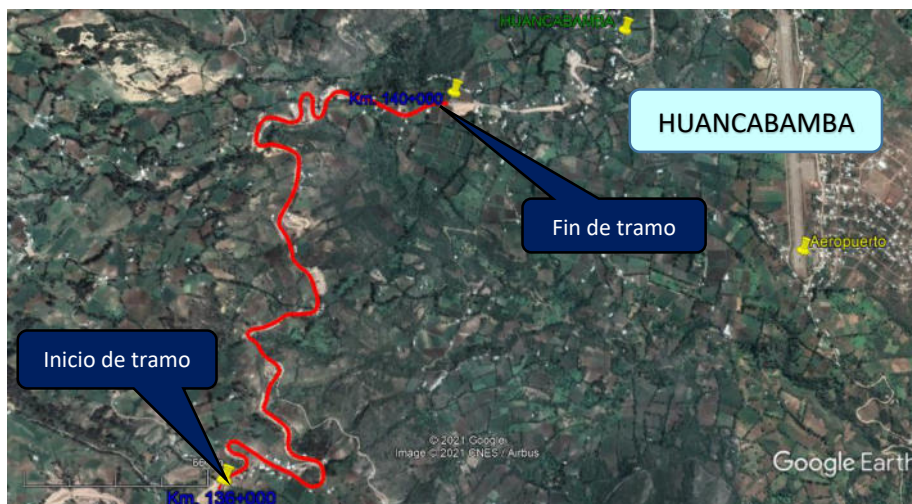 HUANCABAMBA
Km. 140+000
HUANCABAMBA
Fin de tramo
Aeropuerto
Inicio de tramo
© 2021 Google
Image © 2021 CNES / Airbus
Google Earth
Km. 136+000